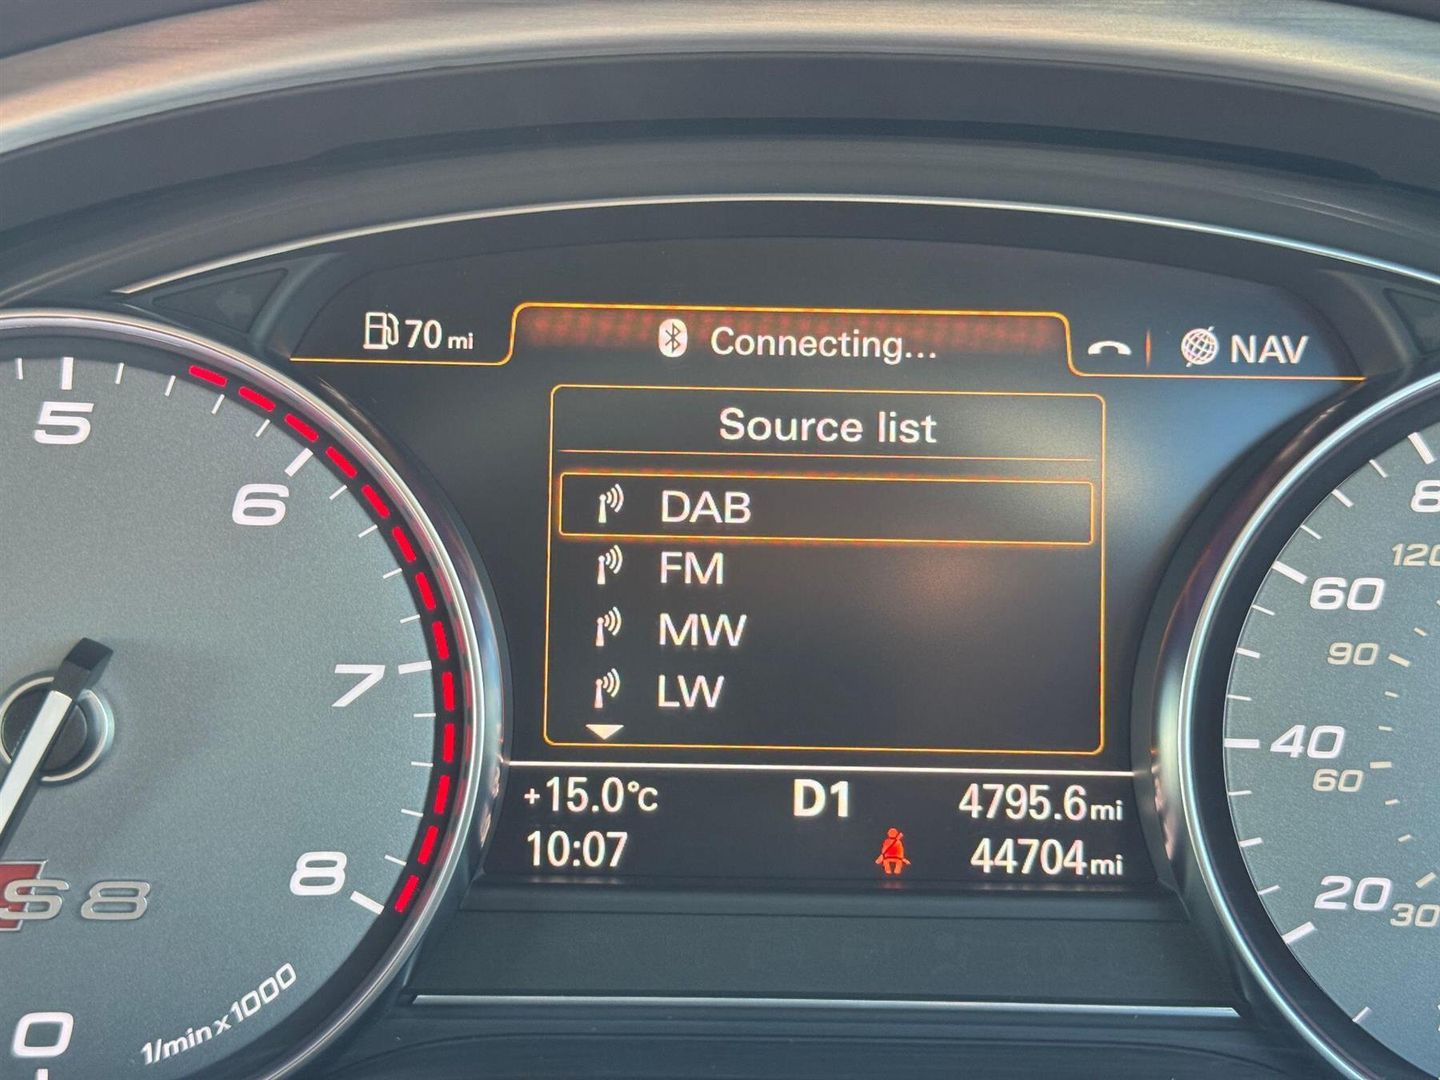 70 mi
Connecting...
NAV
Source list
DAB
FM
MW
LW
+15.0°C
D1
4795.6mi
10:07
44704mi
5
6
7
8
0
S8
1/min x 1000
60
90
40
60
20
30